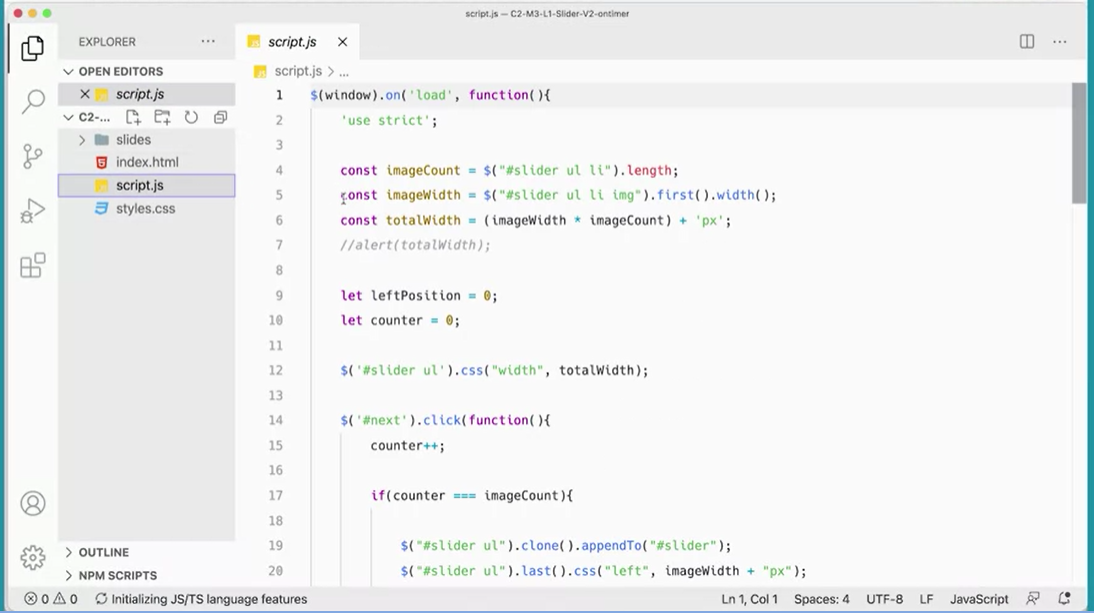 script.js — C2-M3-L1-Slider-V2-ontimer
EXPLORER
script.js
OPEN EDITORS
script.js
C2-...
slides
index.html
script.js
styles.css
OUTLINE
NPM SCRIPTS
script.js > ...
1 $(window).on('load', function(){
2 'use strict';
3
4 const imageCount = $("#slider ul li").length;
5 const imageWidth = $("#slider ul li img").first().width();
6 const totalWidth = (imageWidth * imageCount) + 'px';
7 //alert(totalWidth);
8
9 let leftPosition = 0;
10 let counter = 0;
11
12 $('#slider ul').css("width", totalWidth);
13
14 $('#next').click(function(){
15 counter++;
16
17 if(counter === imageCount){
18
19 $("#slider ul").clone().appendTo("#slider");
20 $("#slider ul").last().css("left", imageWidth + "px");
0 0 Initializing JS/TS language features Ln 1, Col 1 Spaces: 4 UTF-8 LF JavaScript